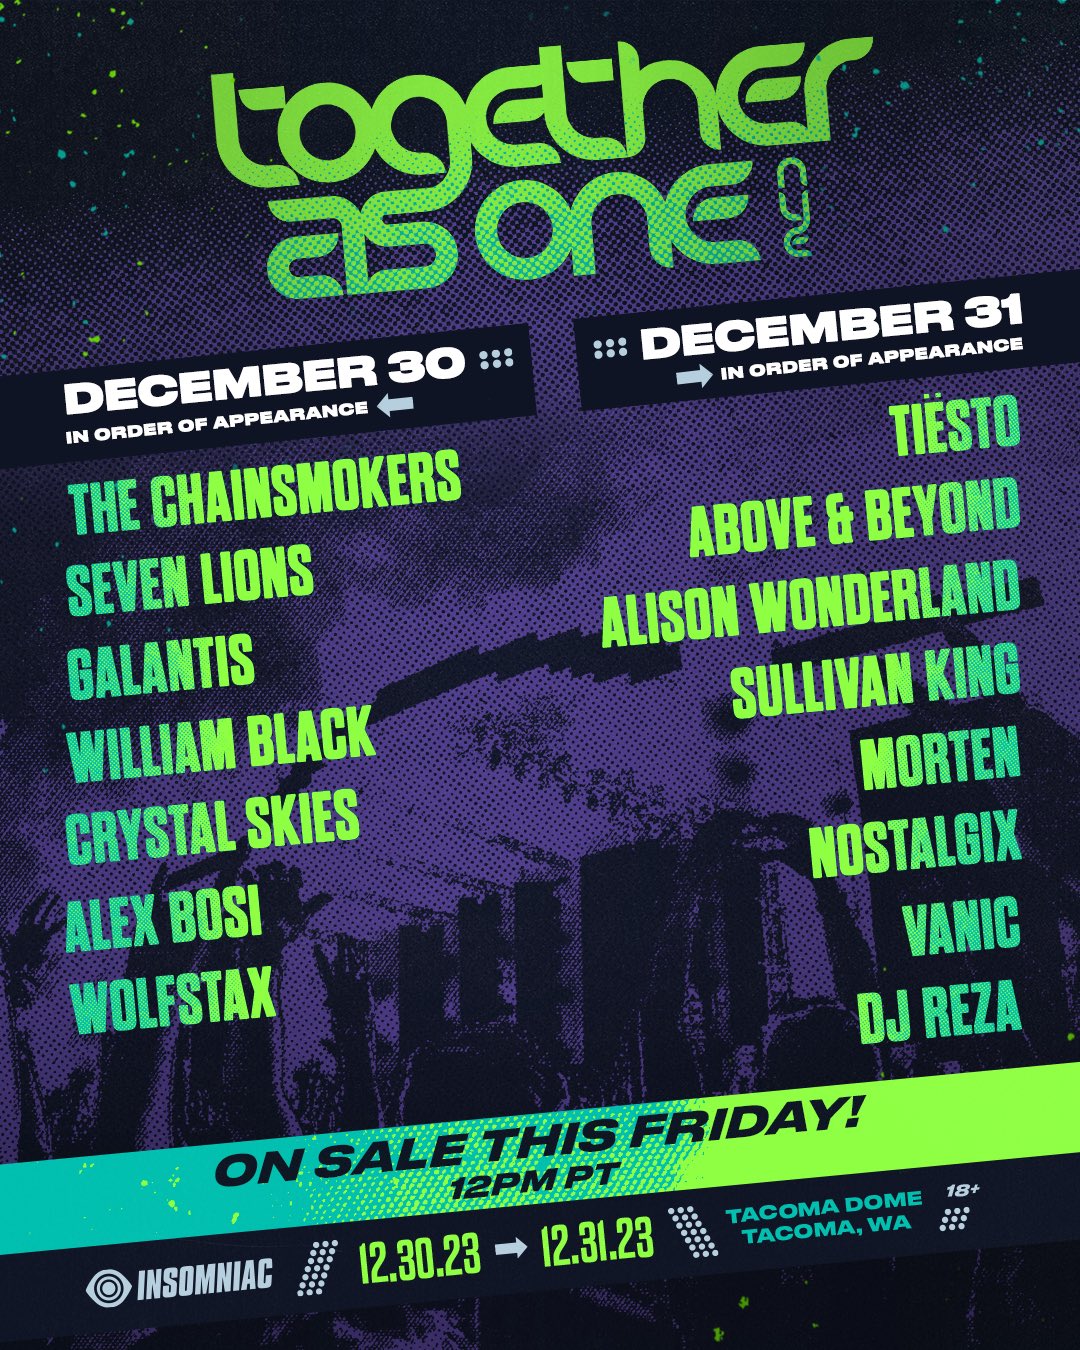 together
as one nye
DECEMBER 30
IN ORDER OF APPEARANCE
THE CHAINSMOKERS
SEVEN LIONS
GALANTIS
WILLIAM BLACK
CRYSTAL SKIES
ALEX BOSI
WOLFSTAX
DECEMBER 31
IN ORDER OF APPEARANCE
TIËSTO
ABOVE & BEYOND
ALISON WONDERLAND
SULLIVAN KING
MORTEN
NOSTALGIX
VANIC
DJ REZA
ON SALE THIS FRIDAY!
12PM PT
INSOMNIAC
12.30.23 → 12.31.23
TACOMA DOME
TACOMA, WA
18+